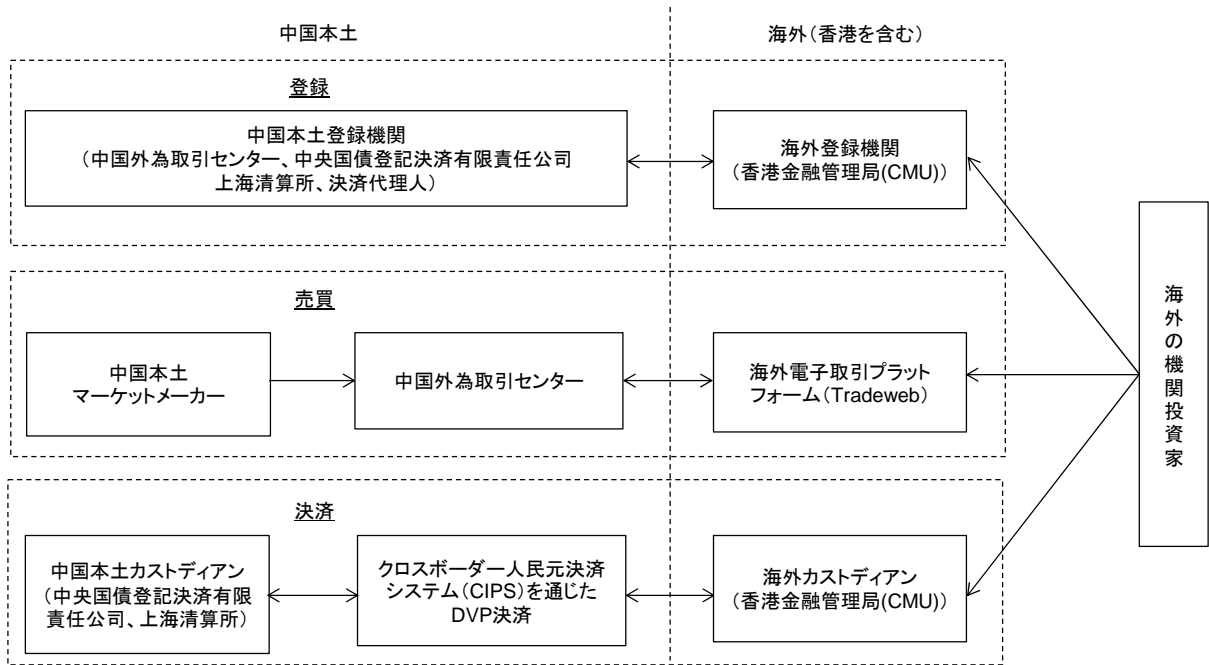 中国本土
海外（香港を含む）
登録
中国本土登録機関
（中国外為取引センター、中央国債登記決済有限責任公司
上海清算所、決済代理人）
海外登録機関
（香港金融管理局(CMU)）
売買
中国本土
マーケットメーカー
中国外為取引センター
海外電子取引プラット
フォーム（Tradeweb）
海外の機関投資家
決済
中国本土カストディアン
（中央国債登記決済有限
責任公司、上海清算所）
クロスボーダー人民元決済
システム（CIPS）を通じた
DVP決済
海外カストディアン
（香港金融管理局(CMU)）